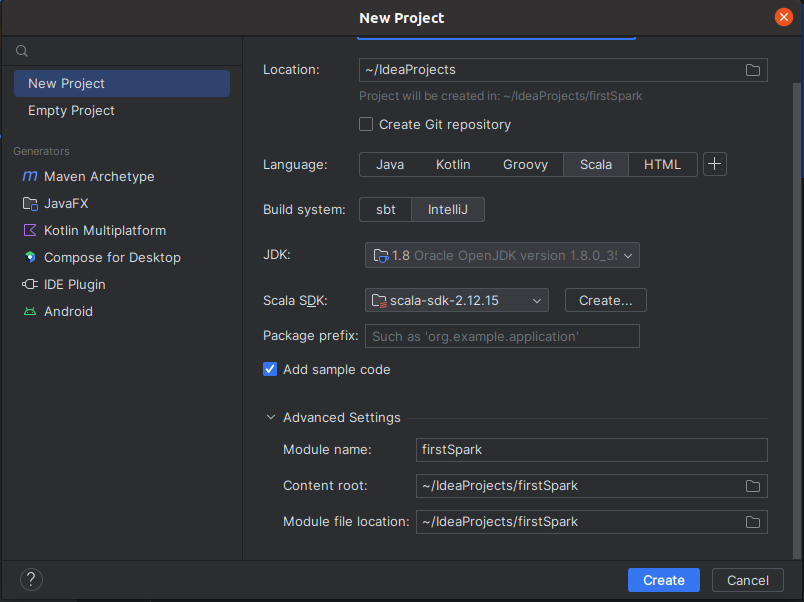 New Project
New Project
Empty Project
Generators
Maven Archetype
JavaFX
Kotlin Multiplatform
Compose for Desktop
IDE Plugin
Android
Location: ~/IdeaProjects
Project will be created in: ~/IdeaProjects/firstSpark
Create Git repository
Language: Java Kotlin Groovy Scala HTML
Build system: sbt IntelliJ
JDK: 1.8 Oracle OpenJDK version 1.8.0_35
Scala SDK: scala-sdk-2.12.15 Create...
Package prefix: Such as 'org.example.application'
Add sample code
Advanced Settings
Module name: firstSpark
Content root: ~/IdeaProjects/firstSpark
Module file location: ~/IdeaProjects/firstSpark
? Create Cancel